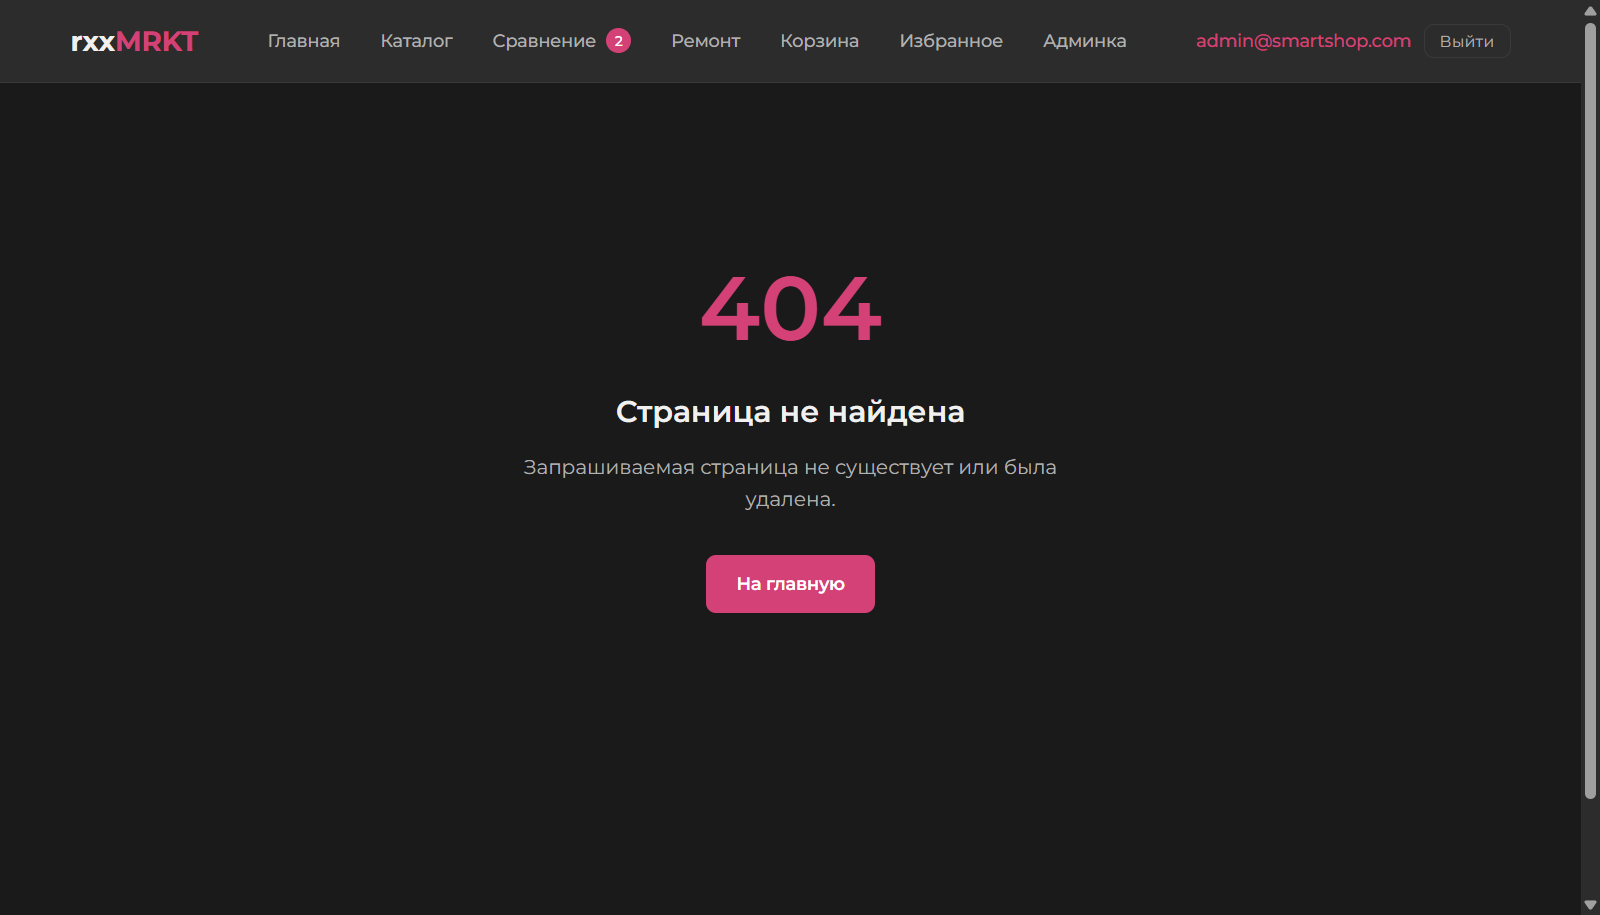 rxxMRKT Главная Каталог Сравнение 2 Ремонт Корзина Избранное Админка admin@smartshop.com Выйти
404
Страница не найдена
Запрашиваемая страница не существует или была
удалена.
На главную